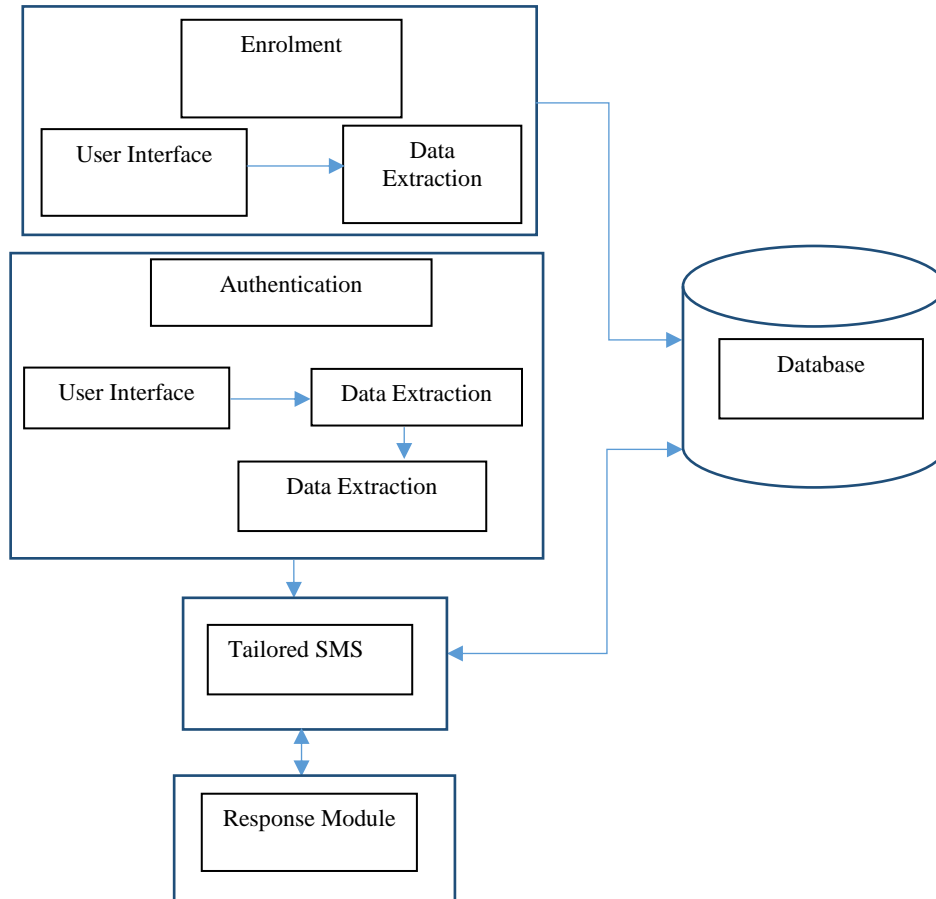 Enrolment
User Interface
Data
Extraction
Authentication
User Interface
Data Extraction
Data Extraction
Database
Tailored SMS
Response Module